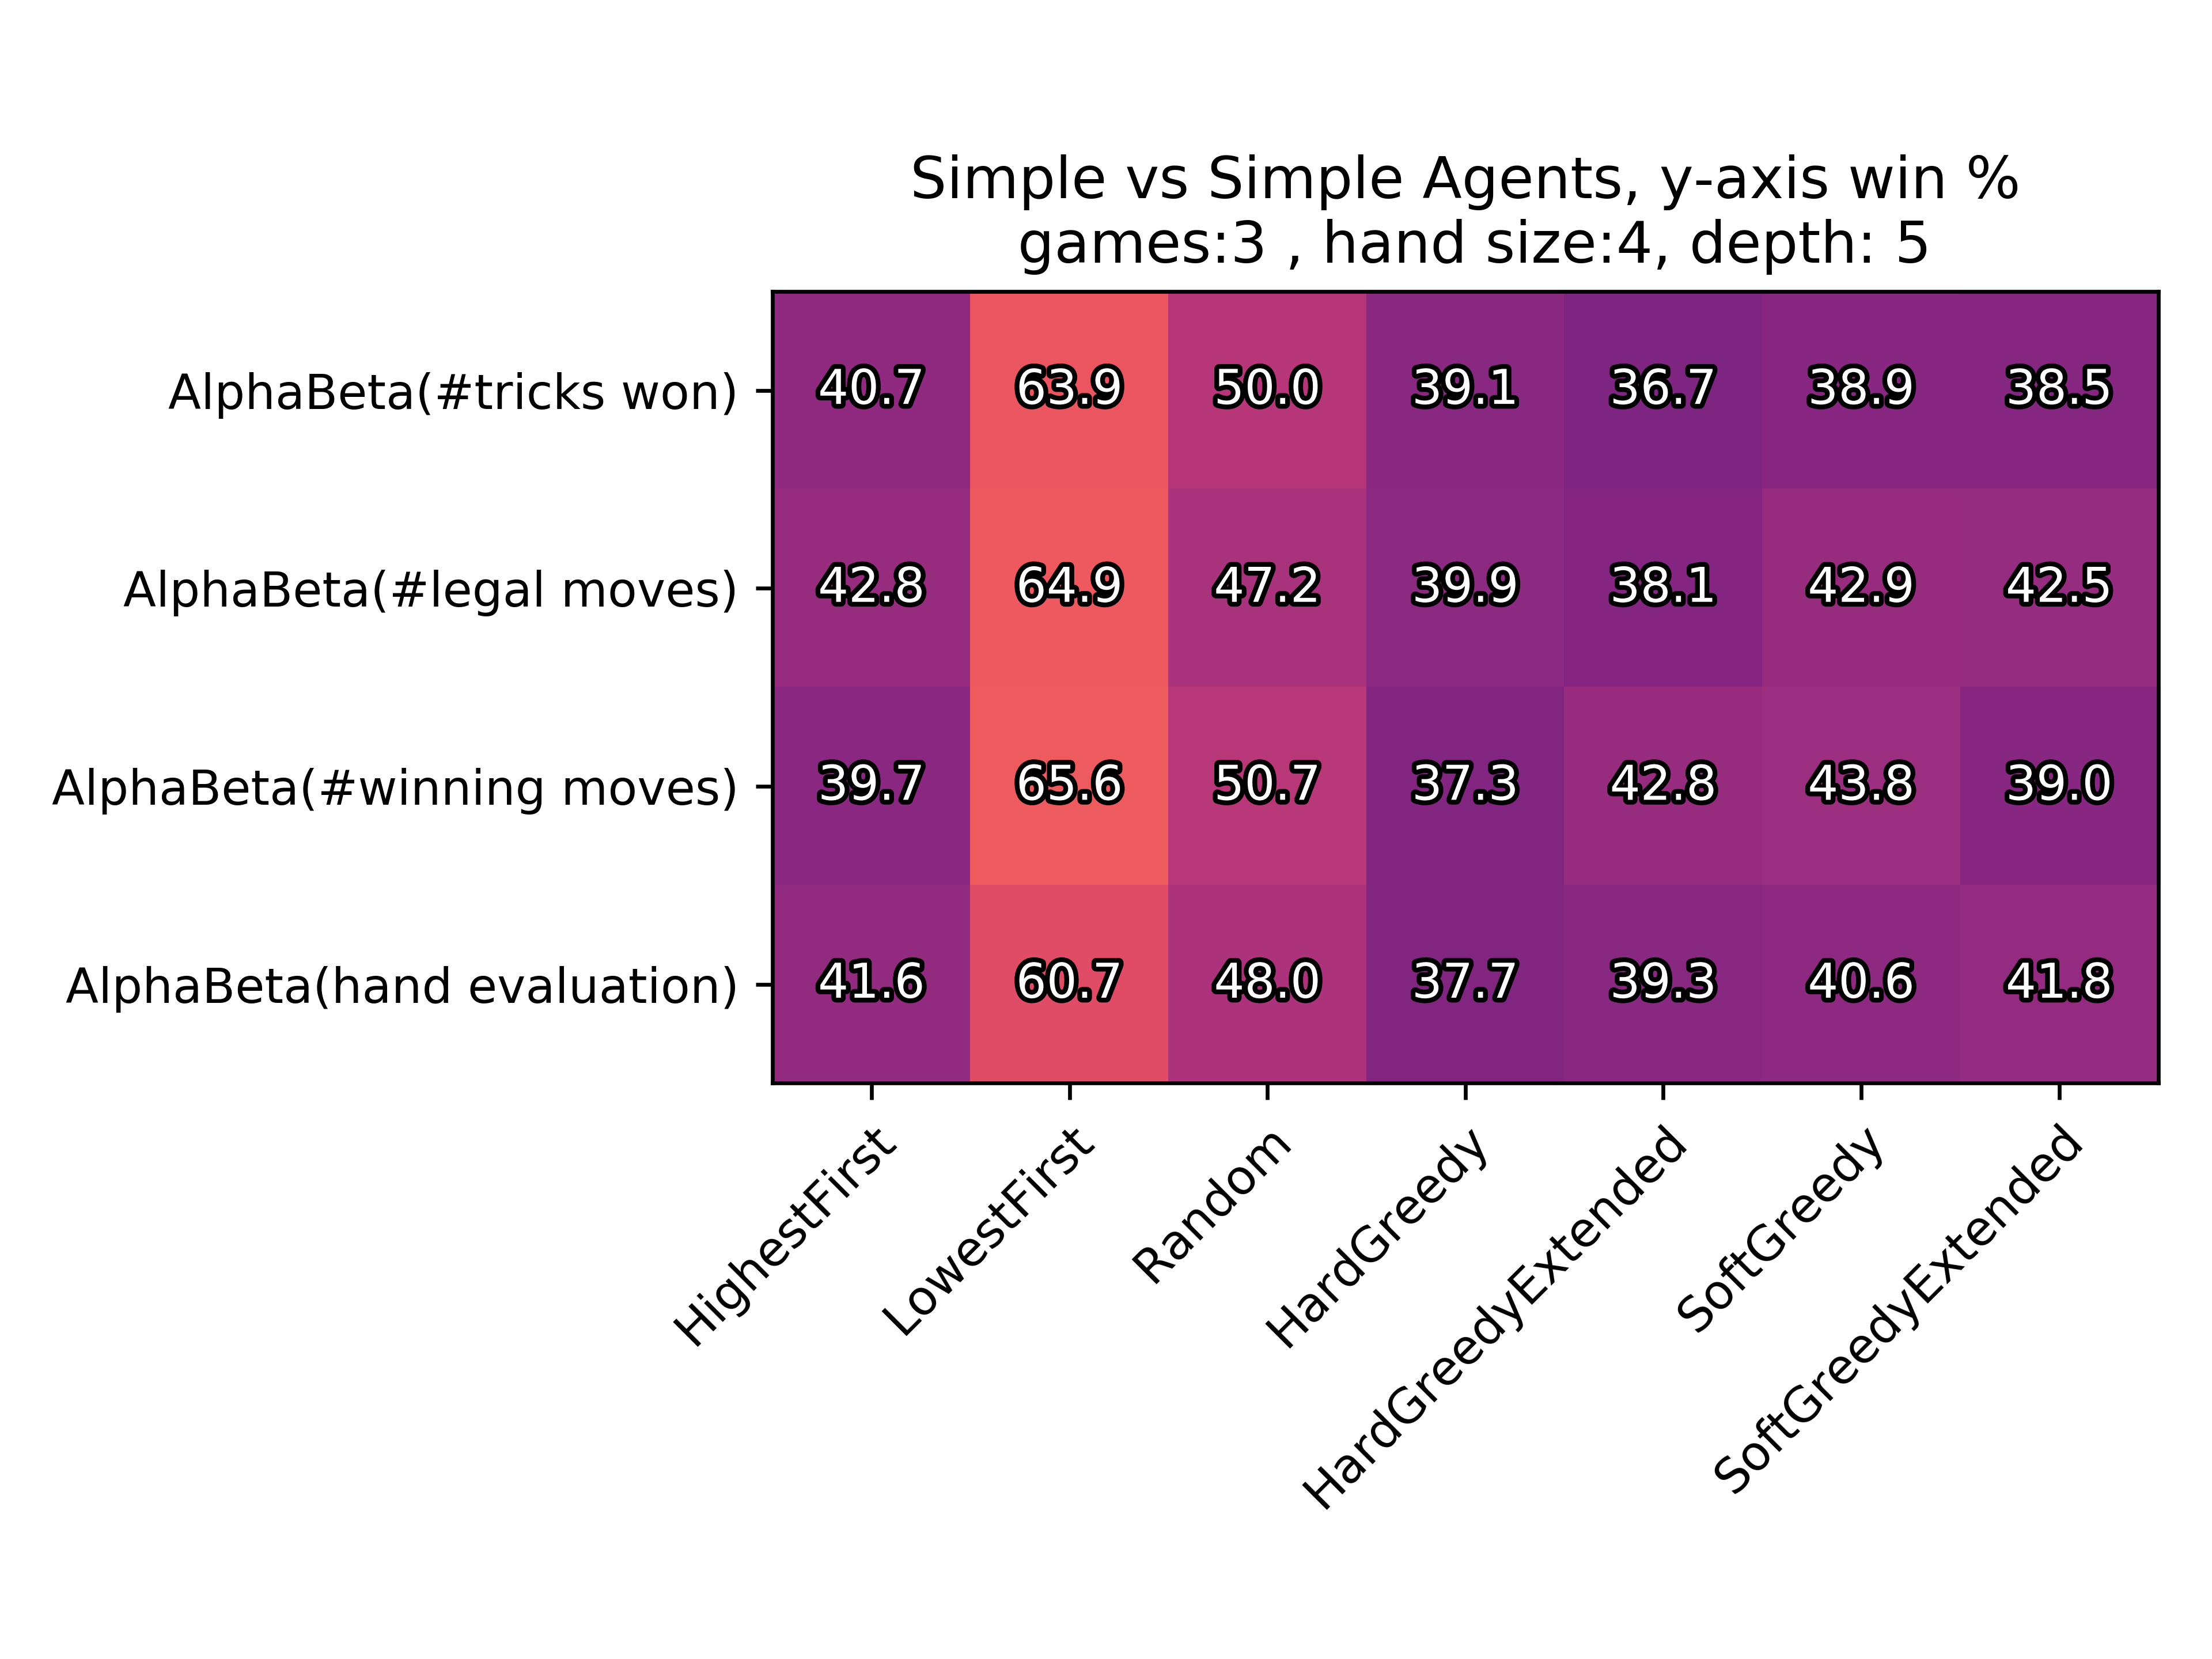 Simple vs Simple Agents, y-axis win %
games:3 , hand size:4, depth: 5
AlphaBeta(#tricks won) 40.7 63.9 50.0 39.1 36.7 38.9 38.5
AlphaBeta(#legal moves) 42.8 64.9 47.2 39.9 38.1 42.9 42.5
AlphaBeta(#winning moves) 39.7 65.6 50.7 37.3 42.8 43.8 39.0
AlphaBeta(hand evaluation) 41.6 60.7 48.0 37.7 39.3 40.6 41.8
HighestFirst
LowestFirst
Random
HardGreedy
HardGreedyExtended
SoftGreedy
SoftGreedyExtended